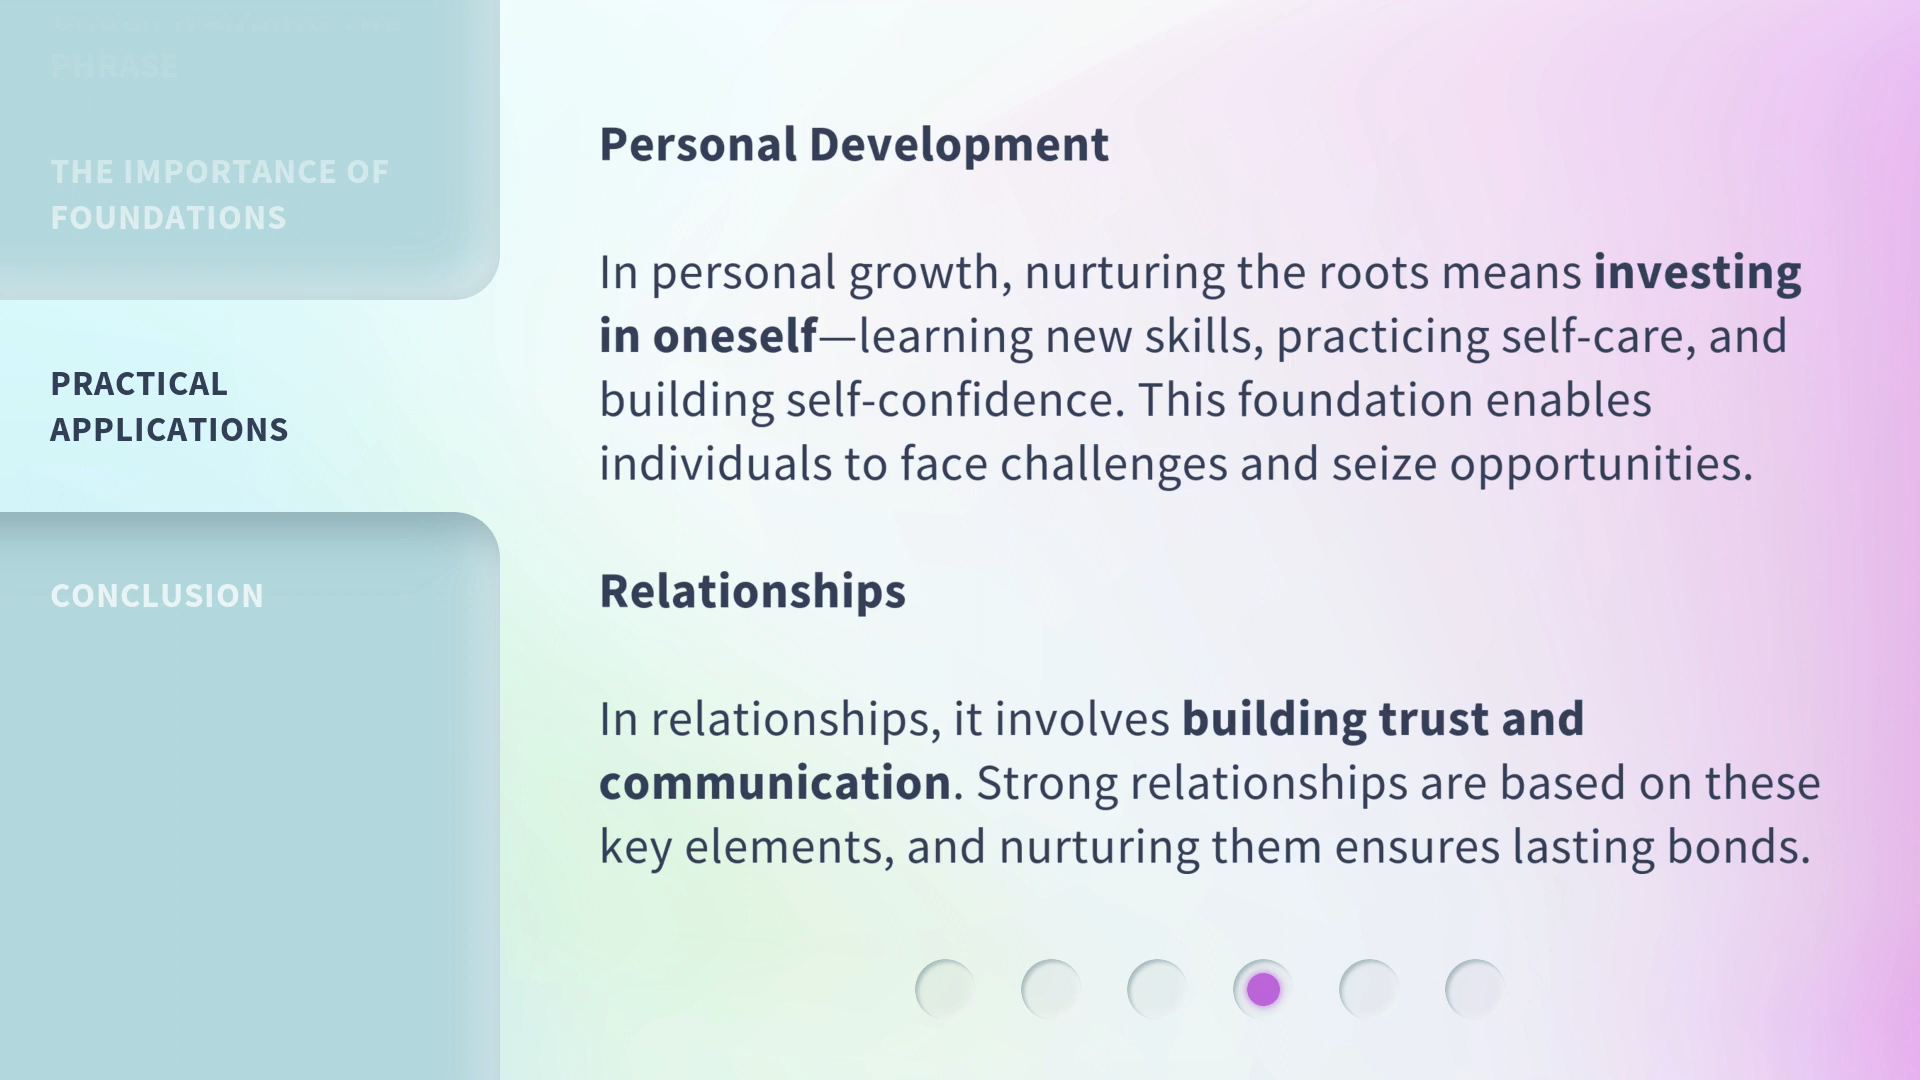 PHRASE
THE IMPORTANCE OF
FOUNDATIONS
PRACTICAL
APPLICATIONS
CONCLUSION
Personal Development
In personal growth, nurturing the roots means investing
in oneself—learning new skills, practicing self-care, and
building self-confidence. This foundation enables
individuals to face challenges and seize opportunities.
Relationships
In relationships, it involves building trust and
communication. Strong relationships are based on these
key elements, and nurturing them ensures lasting bonds.